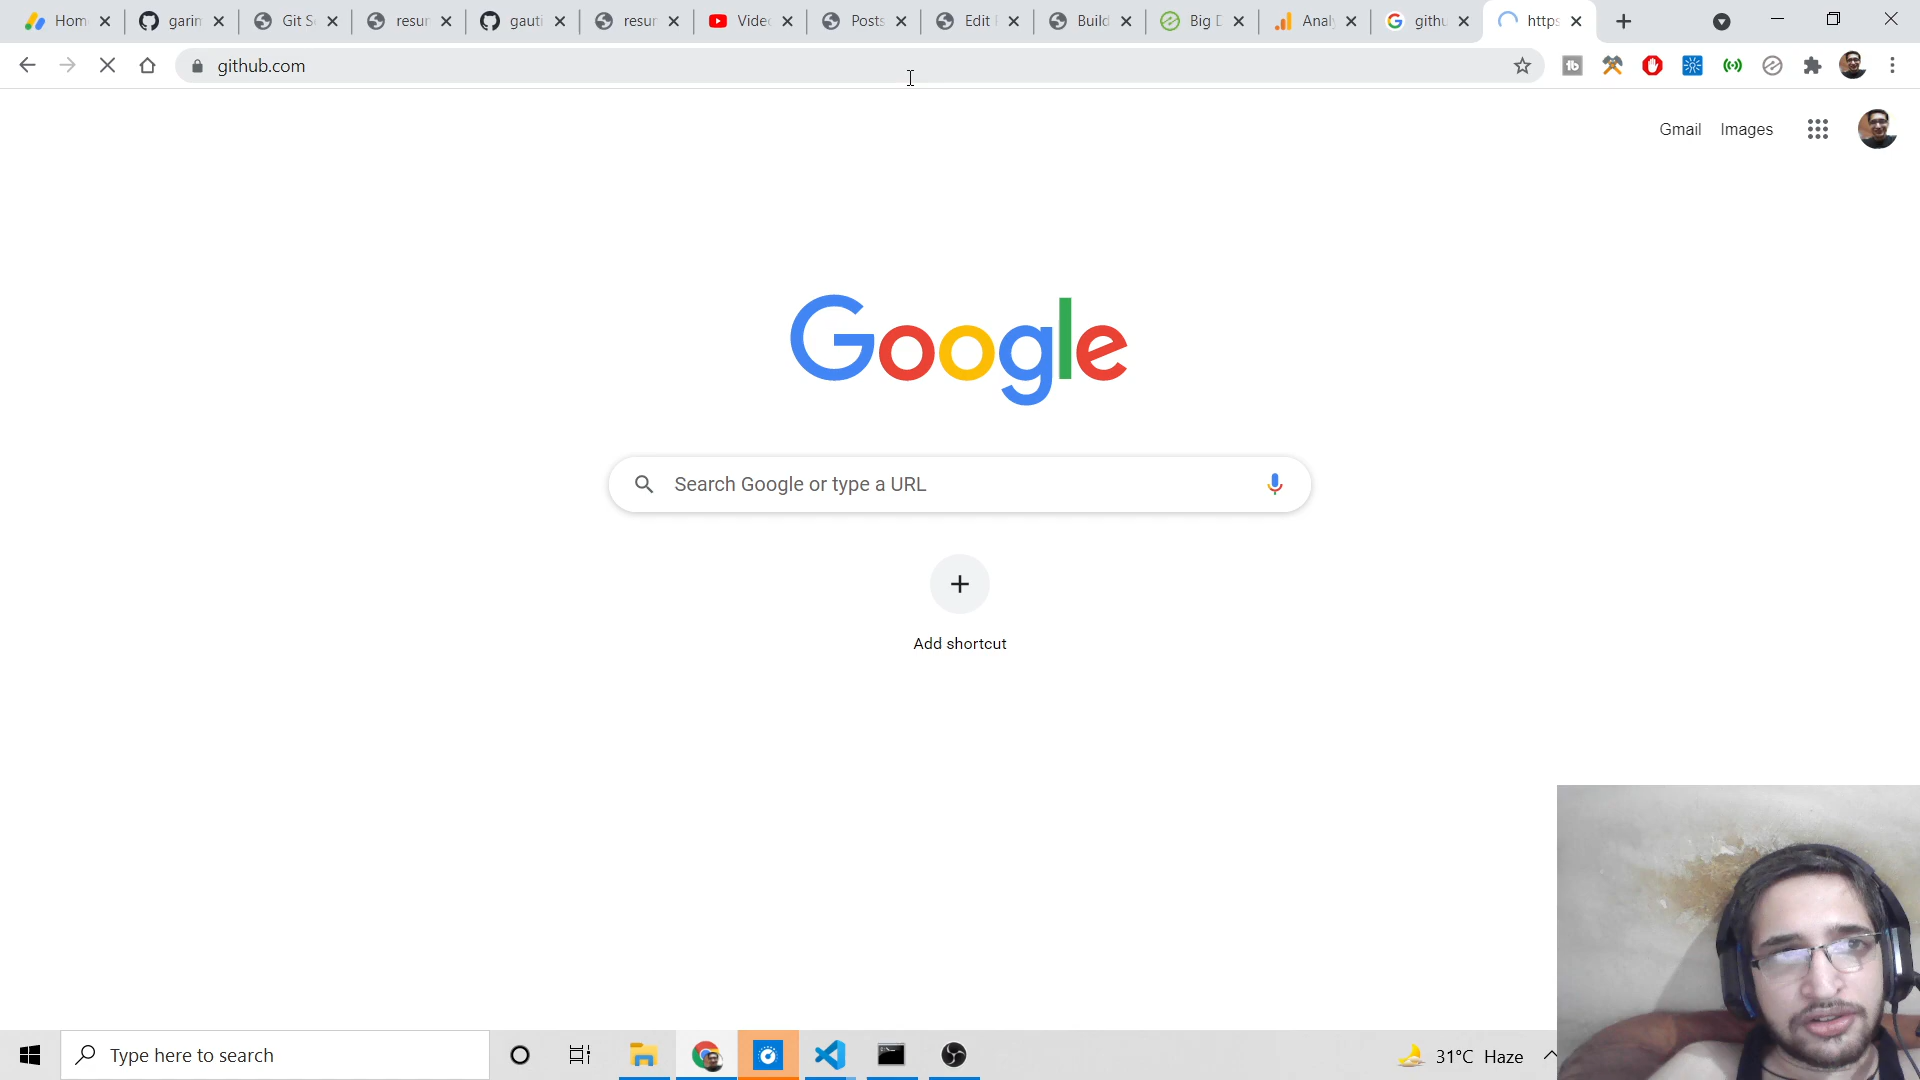 Hom garin Git S resur gauti resur Video Posts Edit Build Big D Analy githu https
github.com
Gmail Images
Google
Search Google or type a URL
Add shortcut
Type here to search
31°C Haze